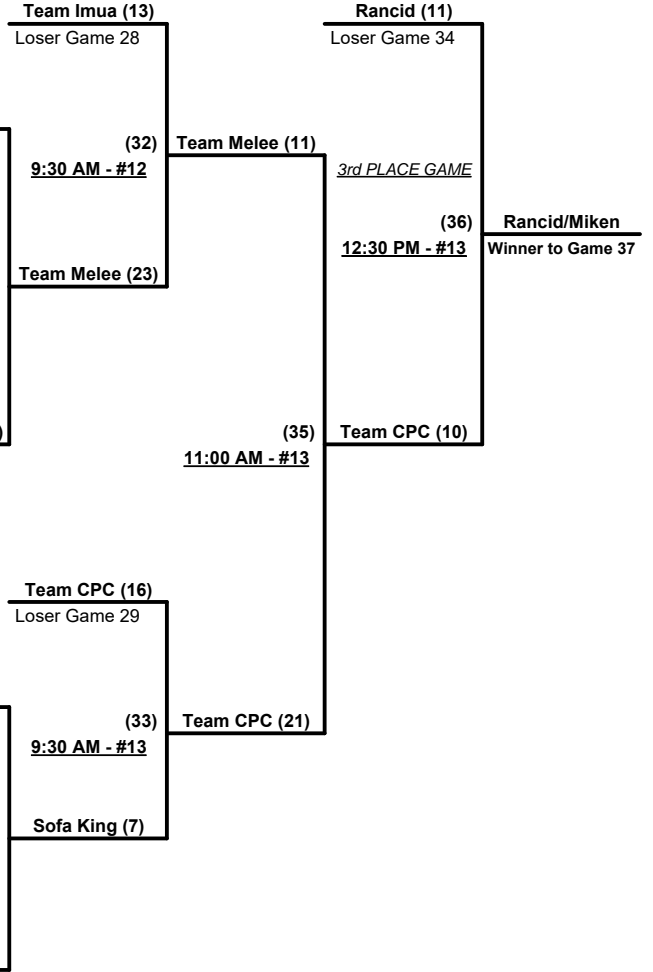 Team Imua (13)
Loser Game 28
Rancid (11)
Loser Game 34
(32)
9:30 AM - #12
Team Melee (11)
3rd PLACE GAME
(36)
12:30 PM - #13
Rancid/Miken
Winner to Game 37
Team Melee (23)
)
(35)
11:00 AM - #13
Team CPC (10)
Team CPC (16)
Loser Game 29
(33)
9:30 AM - #13
Team CPC (21)
Sofa King (7)